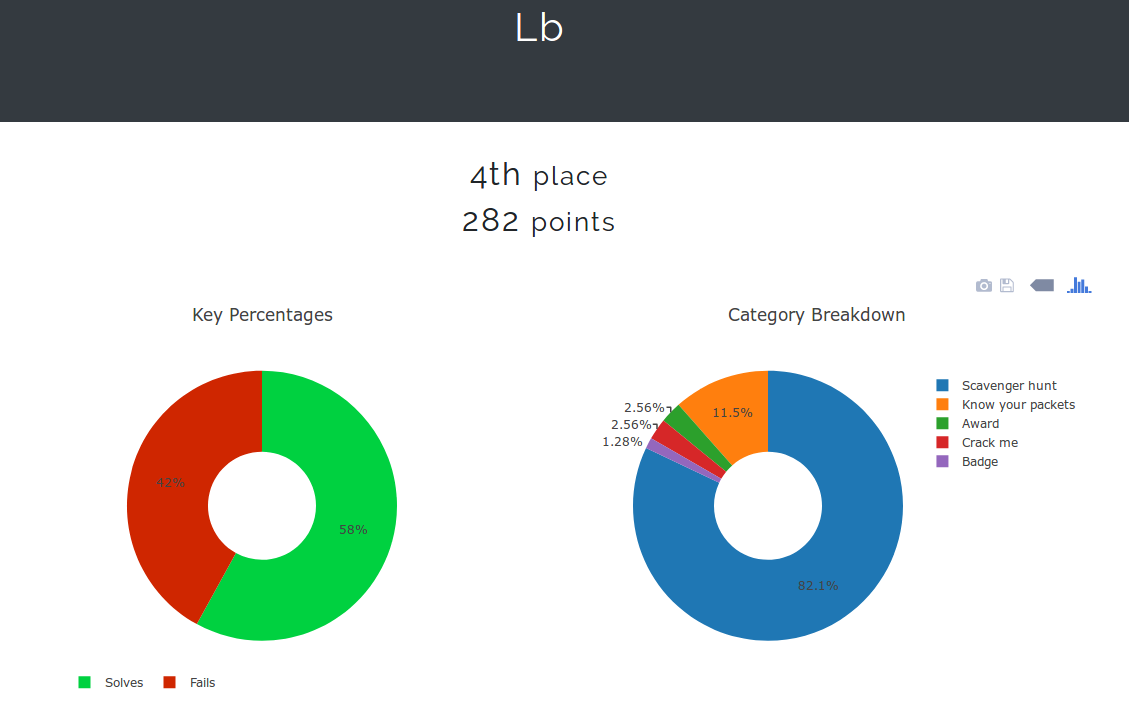 Lb
4th place
282 points
Key Percentages
42%
58%
Solves
Fails
Category Breakdown
2.56%
2.56%
1.28%
11.5%
82.1%
Scavenger hunt
Know your packets
Award
Crack me
Badge